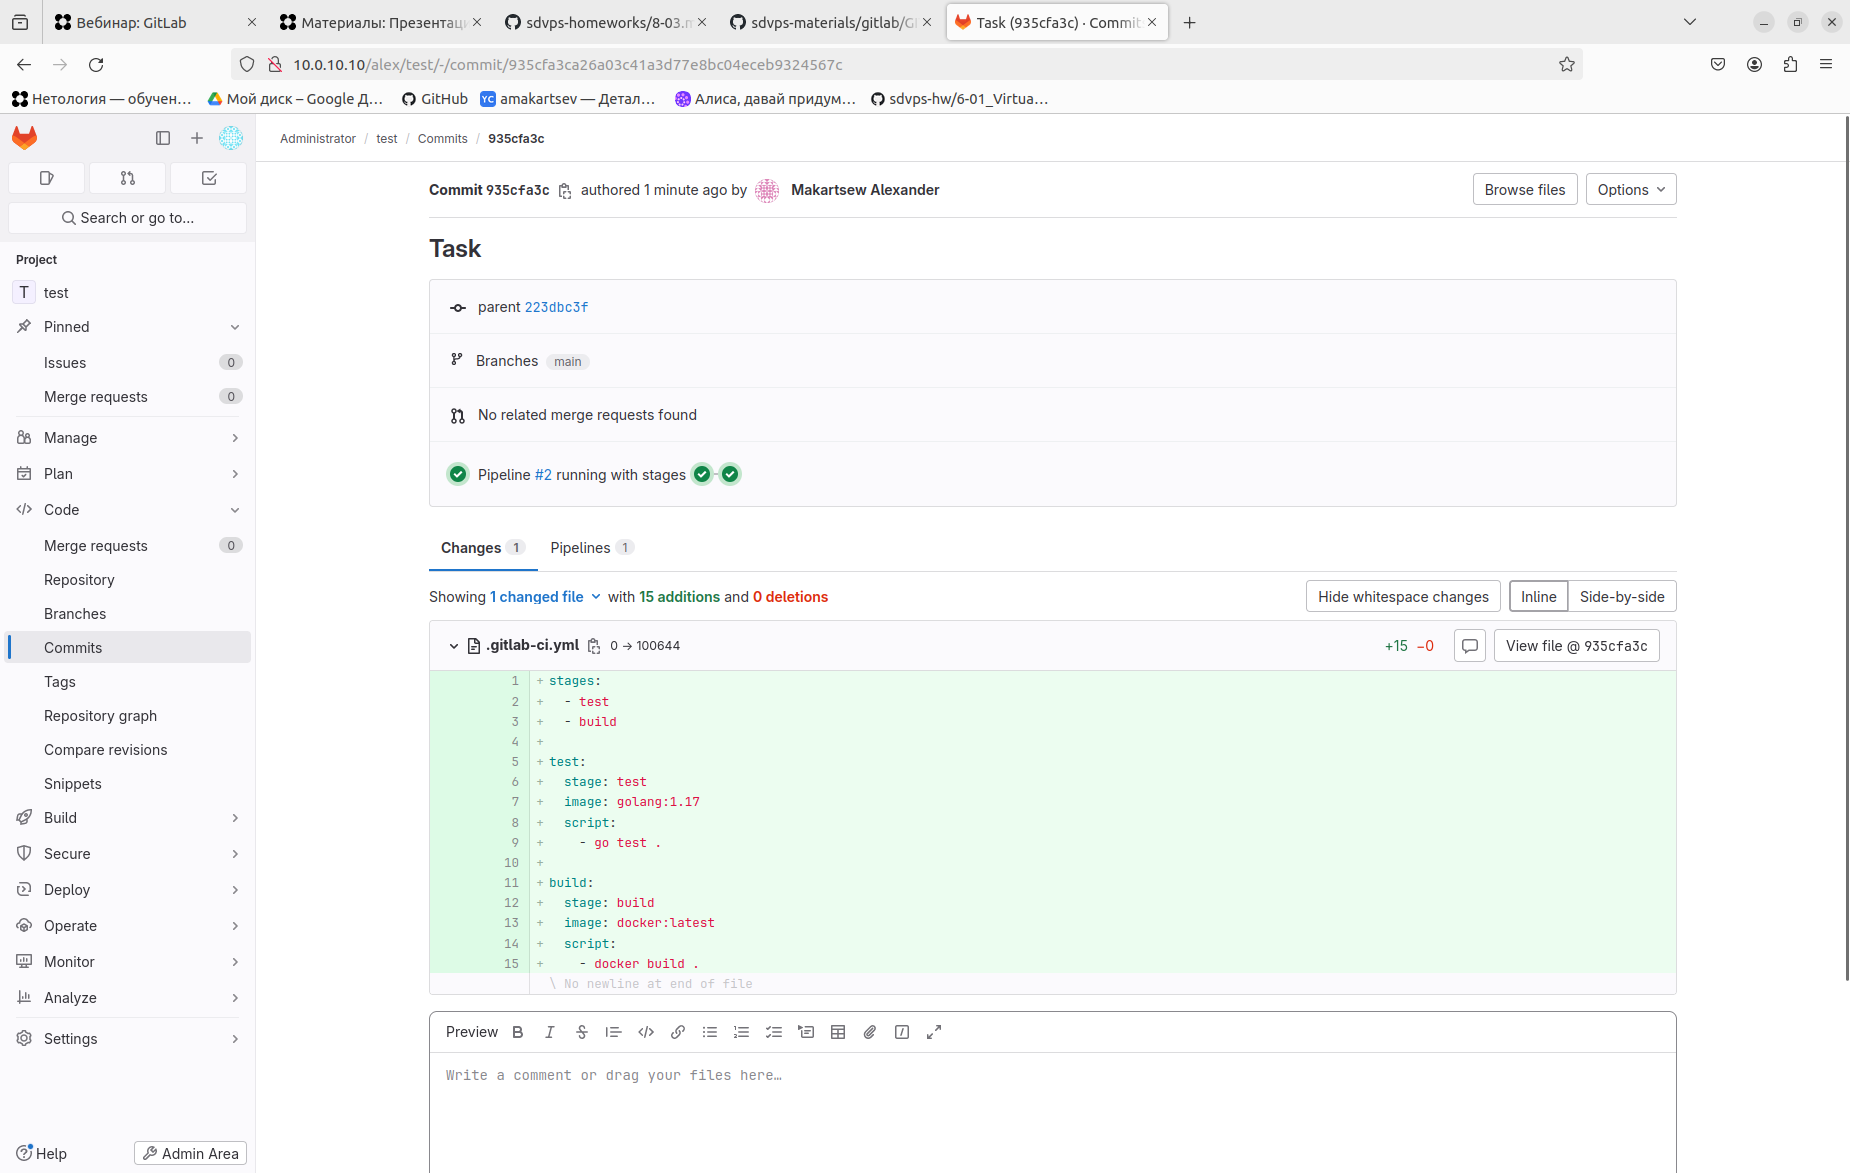 Вебинар: GitLab
Материалы: Презентаци
sdvps-homeworks/8-03.m
sdvps-materials/gitlab/GI
Task (935cfa3c) · Commit
10.0.10.10/alex/test/-/commit/935cfa3ca26a03c41a3d77e8bc04eceb9324567c
Нетология — обучен…
Мой диск – Google Д…
GitHub
YC amakartsev — Детал…
Алиса, давай придум…
sdvps-hw/6-01_Virtua…
Administrator / test / Commits / 935cfa3c
Search or go to...
Project
T test
Pinned
Issues 0
Merge requests 0
Manage
Plan
Code
Merge requests 0
Repository
Branches
Commits
Tags
Repository graph
Compare revisions
Snippets
Build
Secure
Deploy
Operate
Monitor
Analyze
Settings
Help
Admin Area
Commit 935cfa3c authored 1 minute ago by Makartsew Alexander
Browse files
Options
Task
parent 223dbc3f
Branches main
No related merge requests found
Pipeline #2 running with stages
Changes 1
Pipelines 1
Showing 1 changed file with 15 additions and 0 deletions
Hide whitespace changes
Inline
Side-by-side
.gitlab-ci.yml 0 → 100644
+15 −0
View file @ 935cfa3c
1 + stages:
2 + - test
3 + - build
4 +
5 + test:
6 + stage: test
7 + image: golang:1.17
8 + script:
9 + - go test .
10 +
11 + build:
12 + stage: build
13 + image: docker:latest
14 + script:
15 + - docker build .
\ No newline at end of file
Preview
Write a comment or drag your files here…